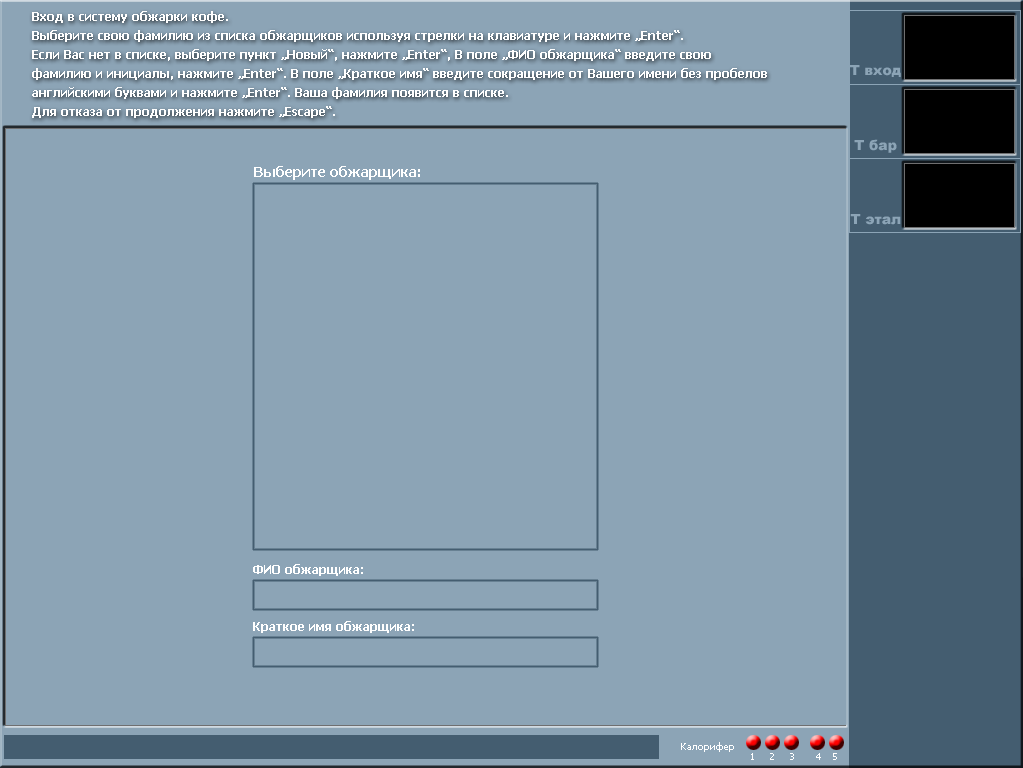 Вход в систему обжарки кофе.
Выберите свою фамилию из списка обжарщиков используя стрелки на клавиатуре и нажмите „Enter“.
Если Вас нет в списке, выберите пункт „Новый“, нажмите „Enter“, В поле „ФИО обжарщика“ введите свою
фамилию и инициалы, нажмите „Enter“. В поле „Краткое имя“ введите сокращение от Вашего имени без пробелов
английскими буквами и нажмите „Enter“. Ваша фамилия появится в списке.
Для отказа от продолжения нажмите „Escape“.
Т вход
Т бар
Т этал
Выберите обжарщика:
ФИО обжарщика:
Краткое имя обжарщика:
Калорифер
1 2 3 4 5